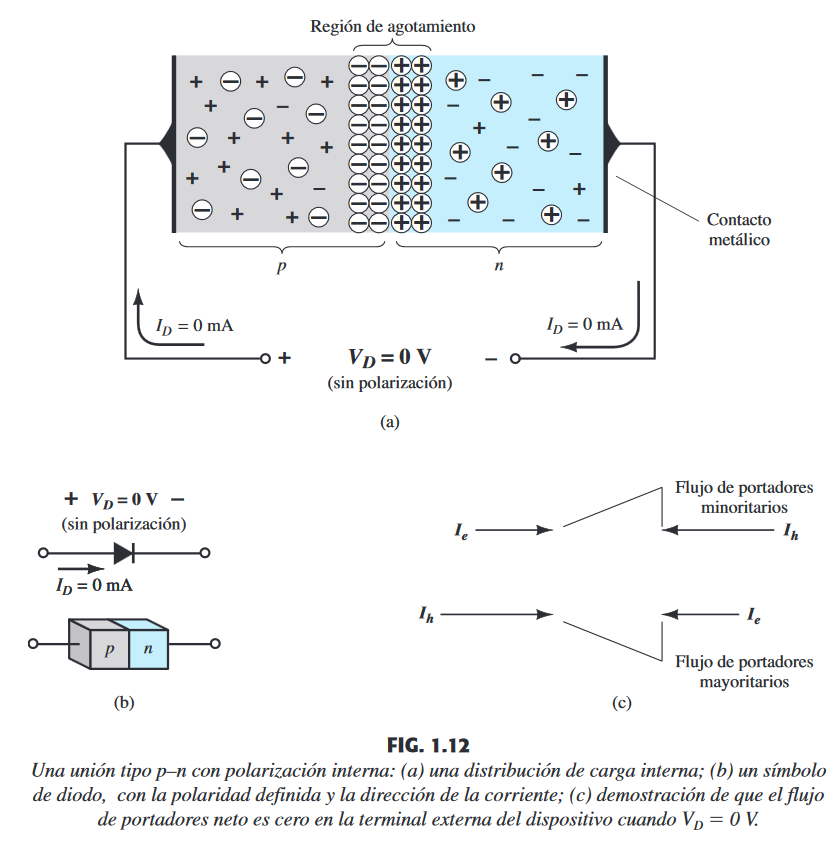 Región de agotamiento
Contacto
metálico
p
n
I_D = 0 mA
I_D = 0 mA
+ V_D = 0 V −
(sin polarización)
(a)
+ V_D = 0 V −
(sin polarización)
I_D = 0 mA
p n
(b)
Flujo de portadores
minoritarios
I_e
I_h
I_h
I_e
Flujo de portadores
mayoritarios
(c)
FIG. 1.12
Una unión tipo p–n con polarización interna: (a) una distribución de carga interna; (b) un símbolo
de diodo, con la polaridad definida y la dirección de la corriente; (c) demostración de que el flujo
de portadores neto es cero en la terminal externa del dispositivo cuando V_D = 0 V.